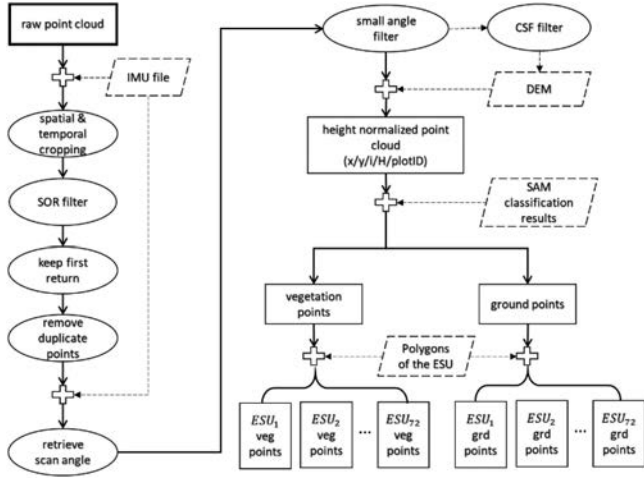 raw point cloud
IMU file
spatial &
temporal
cropping
SOR filter
keep first
return
remove
duplicate
points
retrieve
scan angle
small angle
filter
CSF filter
DEM
height normalized point
cloud
(x/y/i/H/plotID)
SAM
classification
results
vegetation
points
ground points
Polygons
of the ESU
ESU1
veg
points
ESU2
veg
points
...
ESU72
veg
points
ESU1
grd
points
ESU2
grd
points
...
ESU72
grd
points